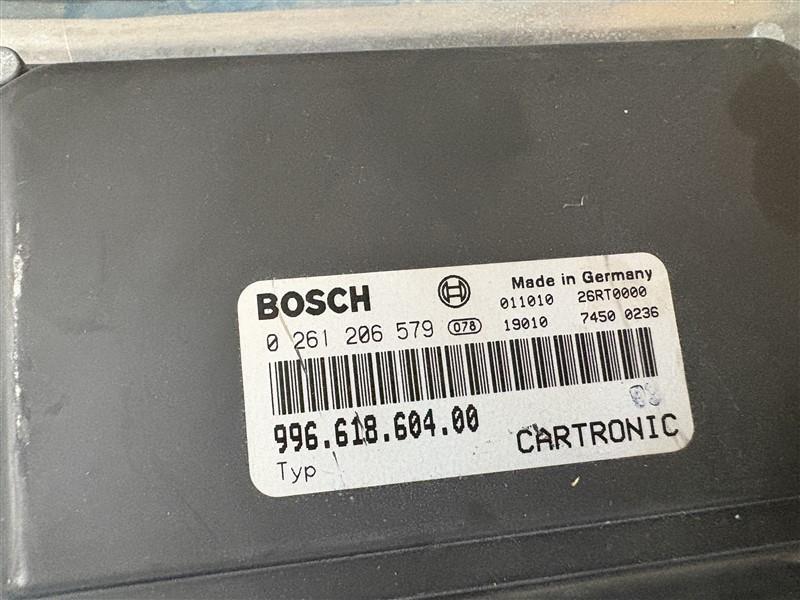 BOSCH
Made in Germany
011010 26RT0000
0 261 206 579 078 19010 7450 0236
996.618.604.00
Typ
CARTRONIC